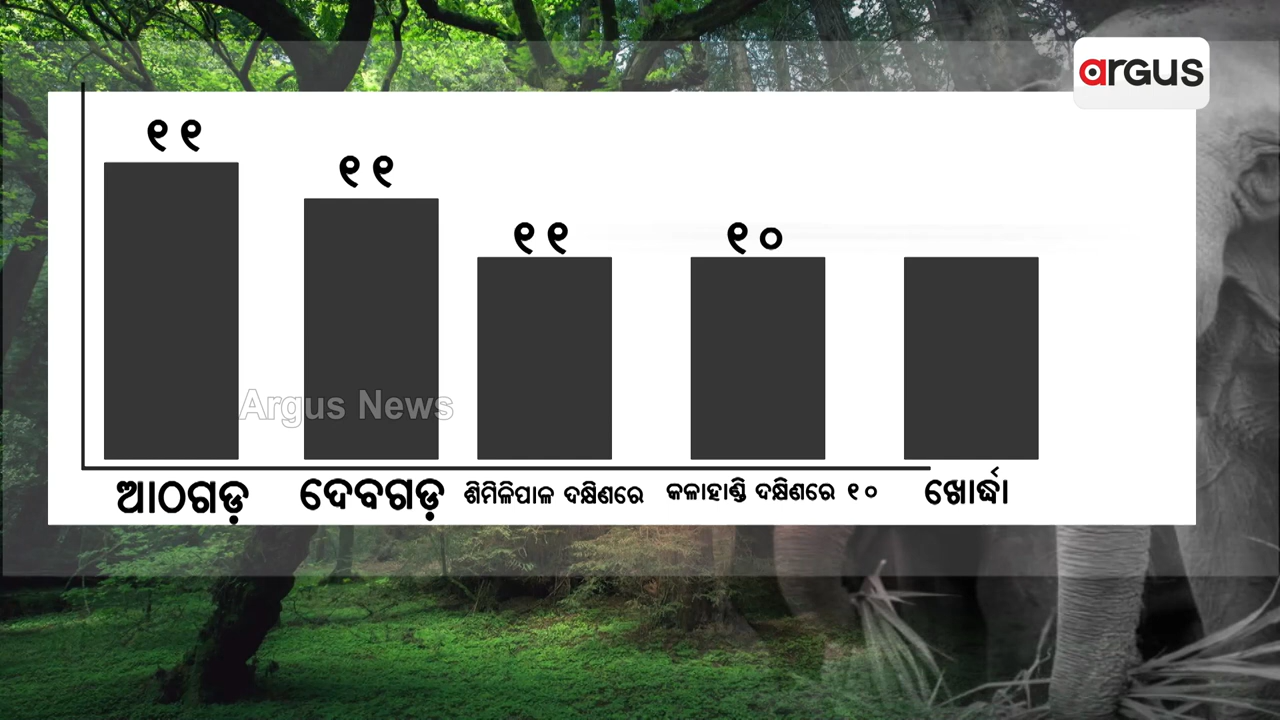 argus
୧୧
୧୧
୧୧
୧୦
Argus News
ଆଠଗଡ଼
ଦେବଗଡ଼
ଶିମିଳିପାଳ ଦକ୍ଷିଣରେ
କଳାହାଣ୍ଡି ଦକ୍ଷିଣରେ ୧୦
ଖୋର୍ଦ୍ଧା